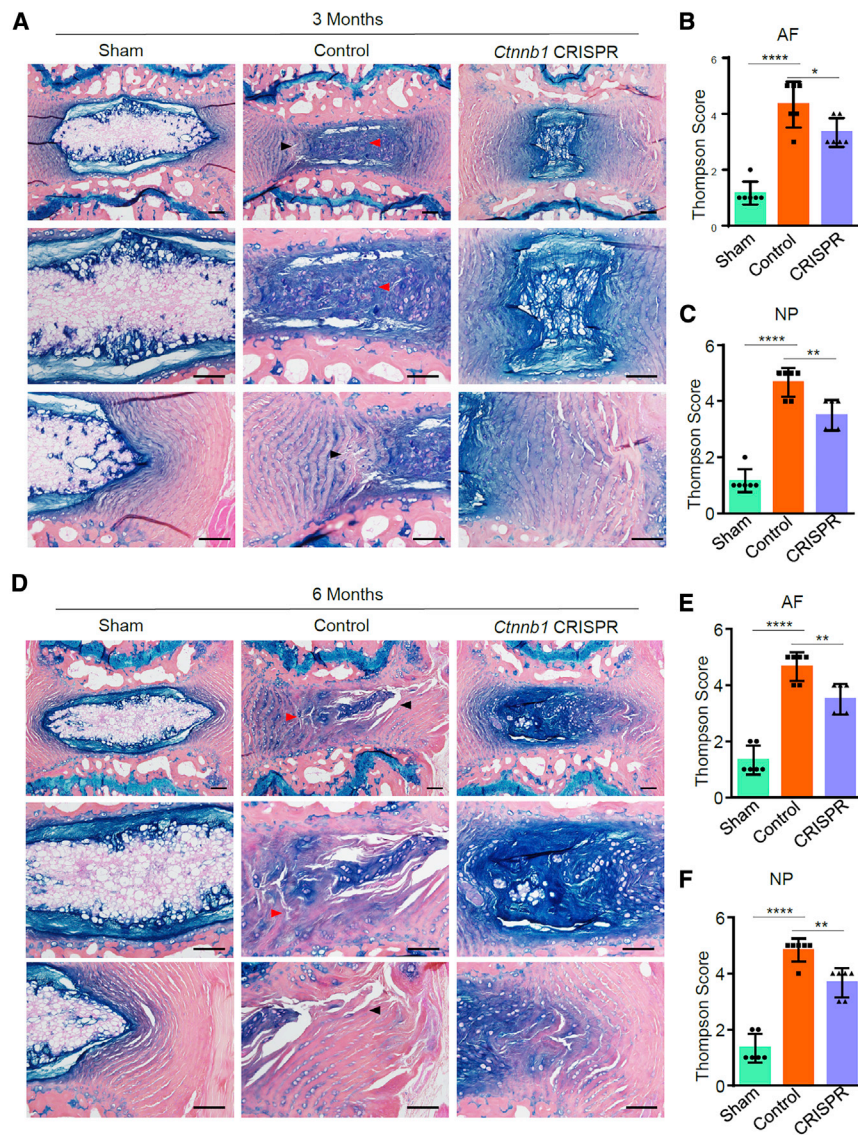 A
3 Months
Sham
Control
Ctnnb1 CRISPR
B
AF
****
*
Thompson Score
6
4
2
0
Sham
Control
CRISPR
C
NP
****
**
Thompson Score
6
4
2
0
Sham
Control
CRISPR
D
6 Months
Sham
Control
Ctnnb1 CRISPR
E
AF
****
**
Thompson Score
6
4
2
0
Sham
Control
CRISPR
F
NP
****
**
Thompson Score
6
4
2
0
Sham
Control
CRISPR